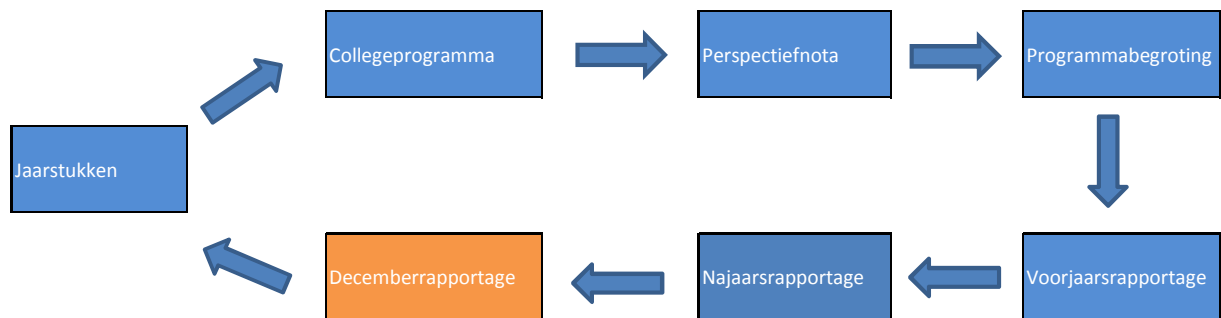 Collegeprogramma
Perspectiefnota
Programmabegroting
Jaarstukken
Decemberrapportage
Najaarsrapportage
Voorjaarsrapportage